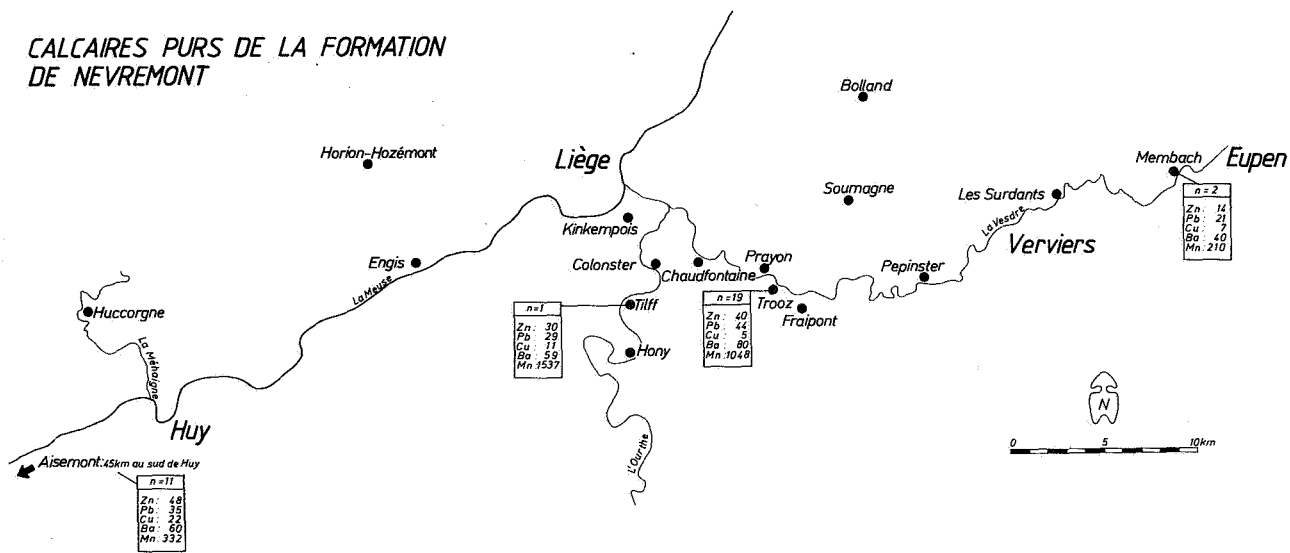 CALCAIRES PURS DE LA FORMATION
DE NEVREMONT
Bolland
Horion-Hozémont
Liège
Membach
Eupen
Soumagne
Les Surdants
n = 2
Zn: 14
Pb: 21
Cu: 7
Ba: 40
Mn: 210
Kinkempois
La Vesdre
Verviers
Engis
Colonster
Chaudfontaine
Prayon
Pepinster
La Meuse
Huccorgne
n=1
Zn: 30
Pb: 29
Cu: 11
Ba: 59
Mn: 1537
Tilff
n=19
Zn: 40
Pb: 44
Cu: 5
Ba: 80
Mn: 1048
Trooz
Fraipont
Hony
La Méhaigne
Huy
N
0 5 10km
L'Ourthe
Aisemont: 45km au sud de Huy
n=11
Zn: 48
Pb: 35
Cu: 22
Ba: 60
Mn: 332